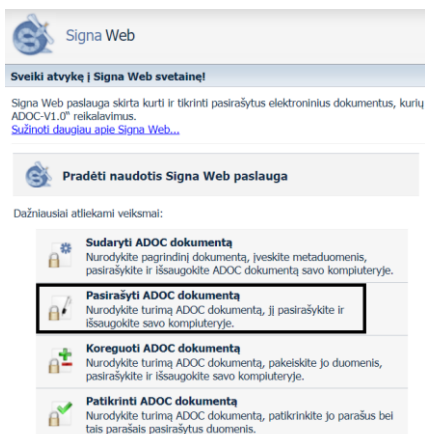 Signa Web
Sveiki atvykę į Signa Web svetainę!
Signa Web paslauga skirta kurti ir tikrinti pasirašytus elektroninius dokumentus, kurių
ADOC-V1.0" reikalavimus.
Sužinoti daugiau apie Signa Web...
Pradėti naudotis Signa Web paslauga
Dažniausiai atliekami veiksmai:
Sudaryti ADOC dokumentą
Nurodykite pagrindinį dokumentą, įveskite metaduomenis,
pasirašykite ir išsaugokite ADOC dokumentą savo kompiuteryje.
Pasirašyti ADOC dokumentą
Nurodykite turimą ADOC dokumentą, jį pasirašykite ir
išsaugokite savo kompiuteryje.
Koreguoti ADOC dokumentą
Nurodykite turimą ADOC dokumentą, pakeiskite jo duomenis,
pasirašykite ir išsaugokite savo kompiuteryje.
Patikrinti ADOC dokumentą
Nurodykite turimą ADOC dokumentą, patikrinkite jo parašus bei
tais parašais pasirašytus duomenis.